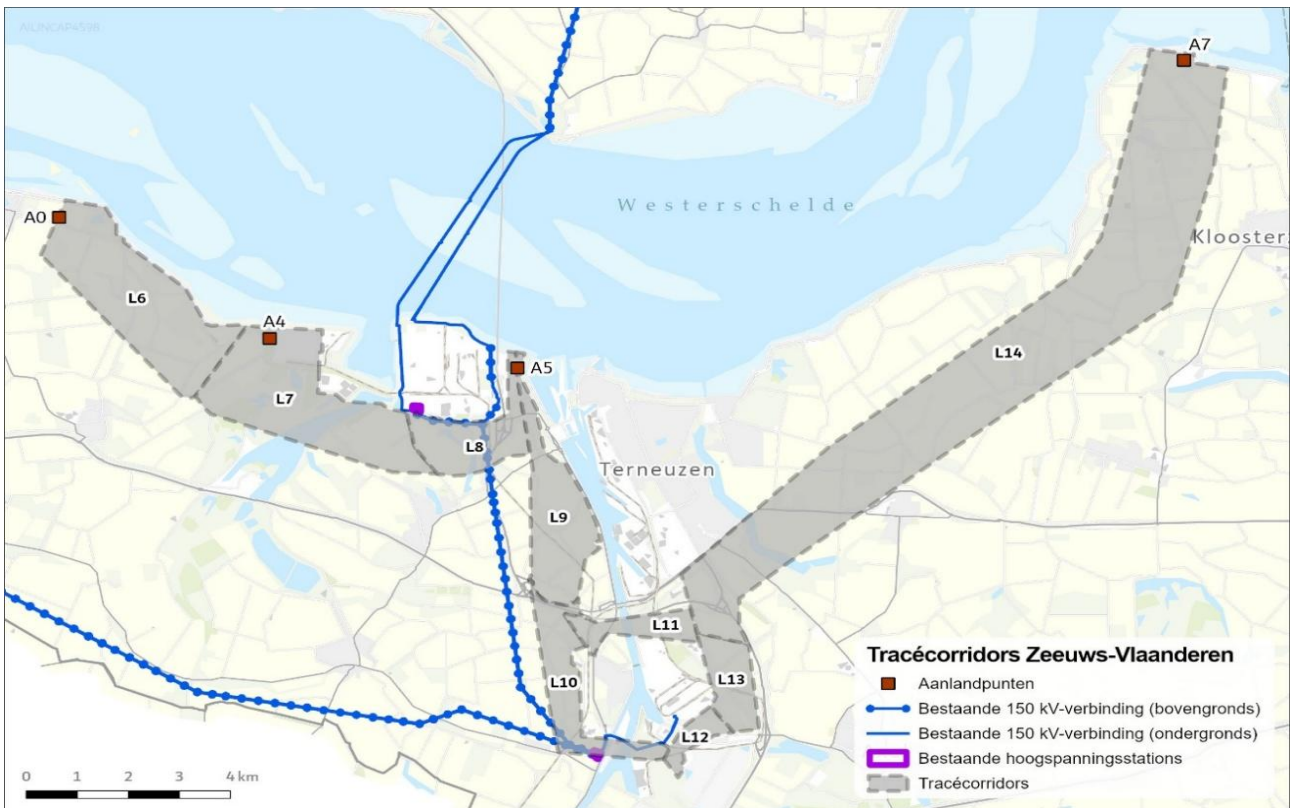 AILINCAP4598
A7
Westerschelde
A0
Kloosterz
L6
A4
L14
A5
L7
L8
Terneuzen
L9
L11
L10
L13
L12
Tracécorridors Zeeuws-Vlaanderen
Aanlandpunten
Bestaande 150 kV-verbinding (bovengronds)
Bestaande 150 kV-verbinding (ondergronds)
Bestaande hoogspanningsstations
Tracécorridors
0 1 2 3 4 km